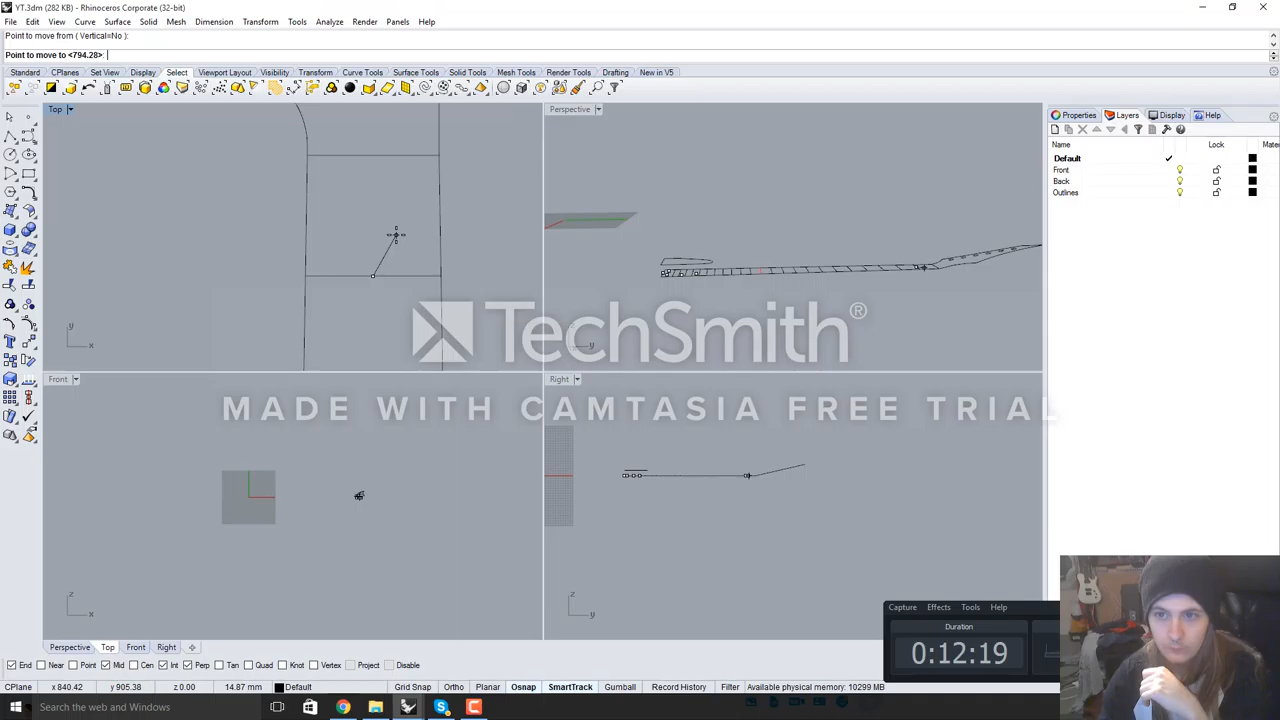 YT.3dm (282 KB) - Rhinoceros Corporate (32-bit)
File Edit View Curve Surface Solid Mesh Dimension Transform Tools Analyze Render Panels Help
Point to move from ( Vertical=No ):
Point to move to <794.28>:
Standard CPlanes Set View Display Select Viewport Layout Visibility Transform Curve Tools Surface Tools Solid Tools Mesh Tools Render Tools Drafting New in V5
Top
Perspective
Properties Layers Display Help
Name Lock Mate
Default
Front
Back
Outlines
y
x
y
TechSmith®
MADE WITH CAMTASIA FREE TRIAL
Front
Right
z
x
z
y
Capture Effects Tools Help
Duration
0:12:19
Perspective Top Front Right
End Near Point Mid Cen Int Perp Tan Quad Knot Vertex Project Disable
CPlane x 840.42 y 905.38 z 0.00 14.87 mm Default Grid Snap Ortho Planar Osnap SmartTrack Gumball Record History Filter Available physical memory: 10299 MB
Search the web and Windows